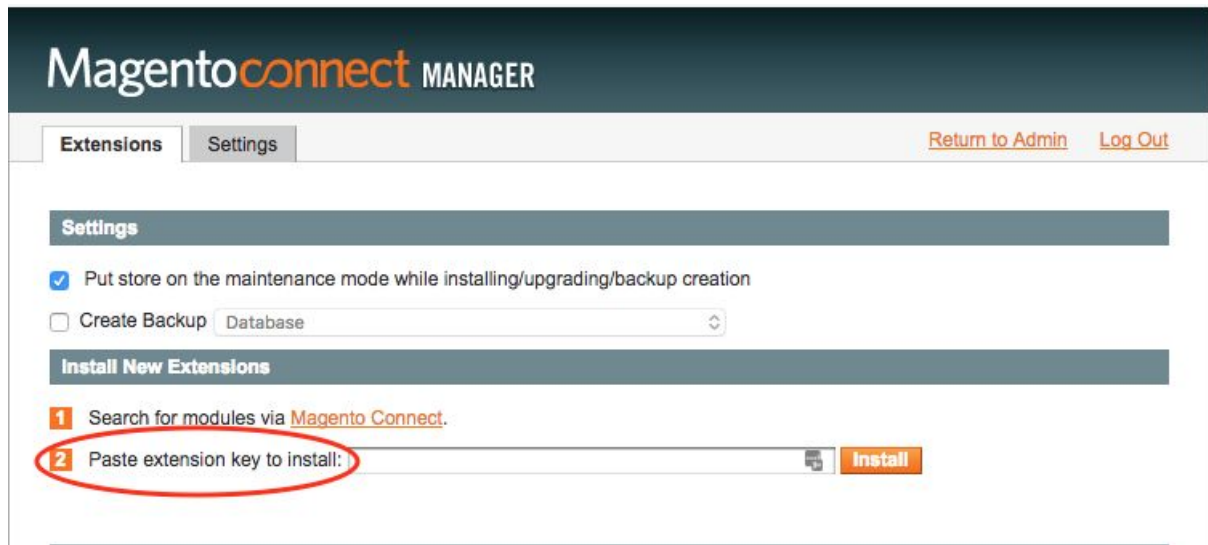 Magentoconnect MANAGER
Extensions Settings Return to Admin Log Out
Settings
Put store on the maintenance mode while installing/upgrading/backup creation
Create Backup Database
Install New Extensions
1 Search for modules via Magento Connect.
2 Paste extension key to install: Install